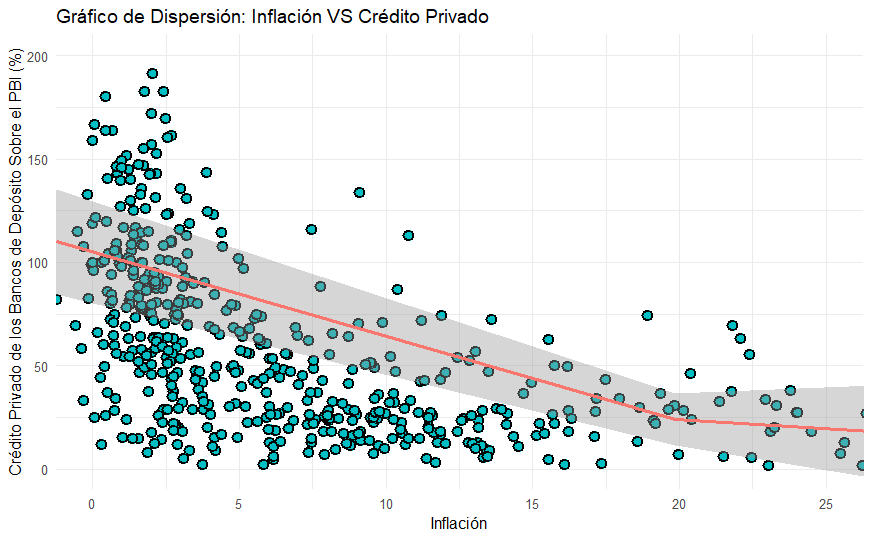 Gráfico de Dispersión: Inflación VS Crédito Privado
Crédito Privado de los Bancos de Depósito Sobre el PBI (%)
200
150
100
50
0
0 5 10 15 20 25
Inflación